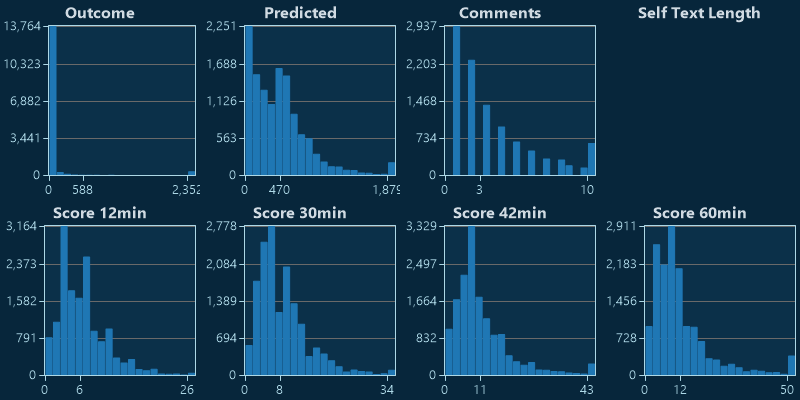 Outcome
13,764
10,323
6,882
3,441
0
0 588 2,352
Predicted
2,251
1,688
1,126
563
0
0 470 1,879
Comments
2,937
2,203
1,468
734
0
0 3 10
Self Text Length
Score 12min
3,164
2,373
1,582
791
0
0 6 26
Score 30min
2,778
2,084
1,389
694
0
0 8 34
Score 42min
3,329
2,497
1,664
832
0
0 11 43
Score 60min
2,911
2,183
1,456
728
0
0 12 50